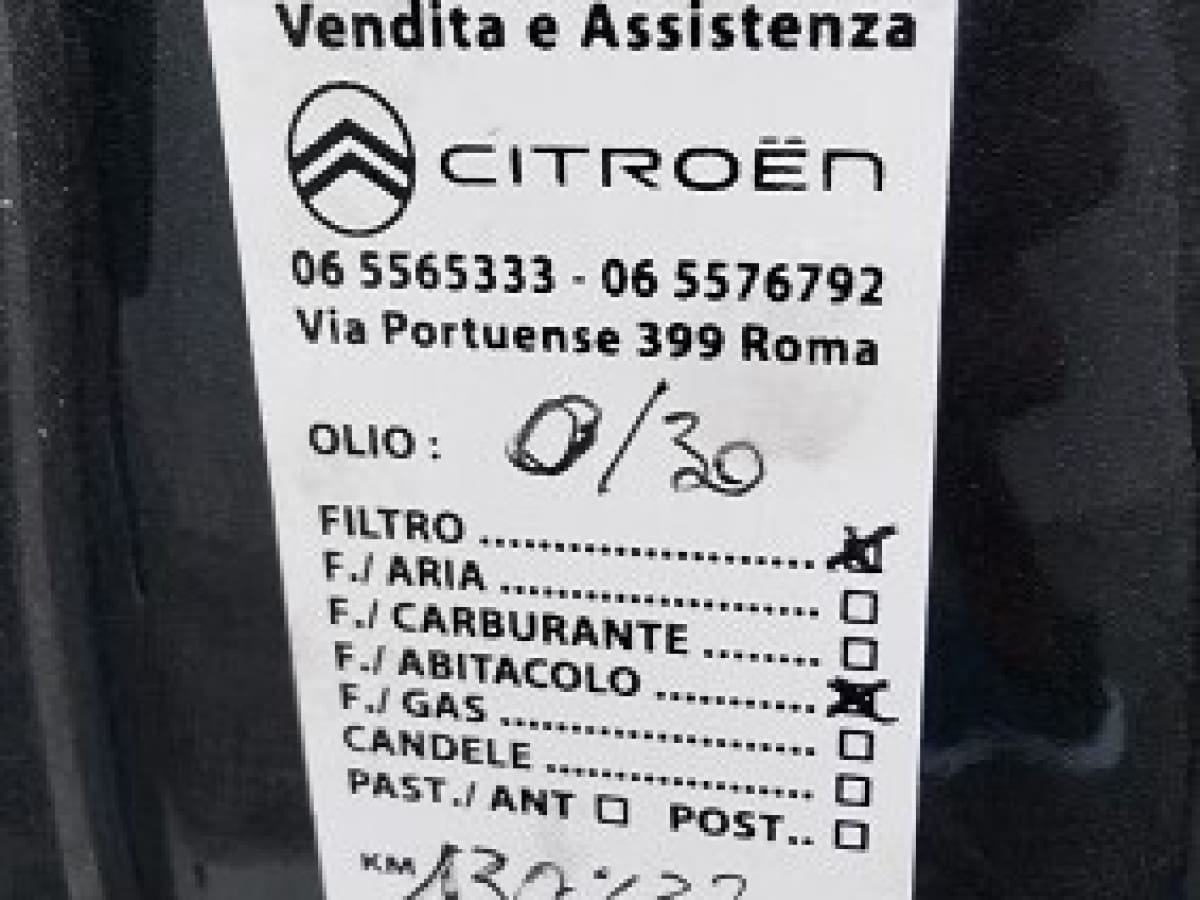 Vendita e Assistenza
CITROËN
06 5565333 - 06 5576792
Via Portuense 399 Roma
OLIO : 0/30
FILTRO ........................
F./ ARIA ........................
F./ CARBURANTE ........
F./ ABITACOLO ............
F./ GAS ........................
CANDELE ....................
PAST./ ANT POST..
KM